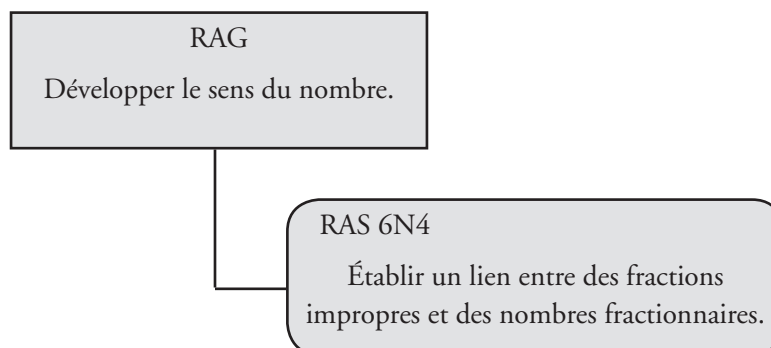 RAG
Développer le sens du nombre.
RAS 6N4
Établir un lien entre des fractions
impropres et des nombres fractionnaires.